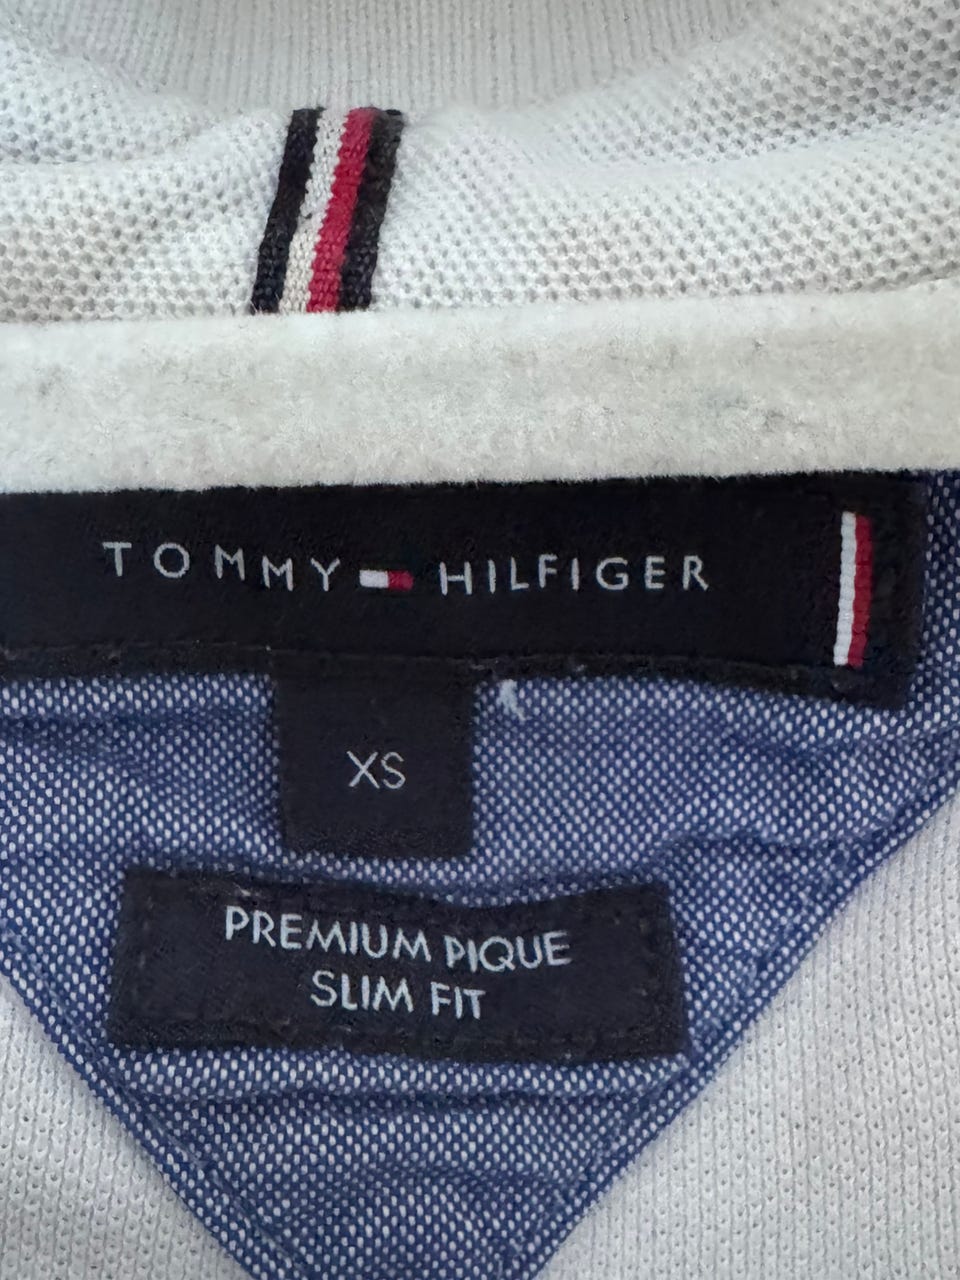 TOMMY HILFIGER
XS
PREMIUM PIQUE
SLIM FIT